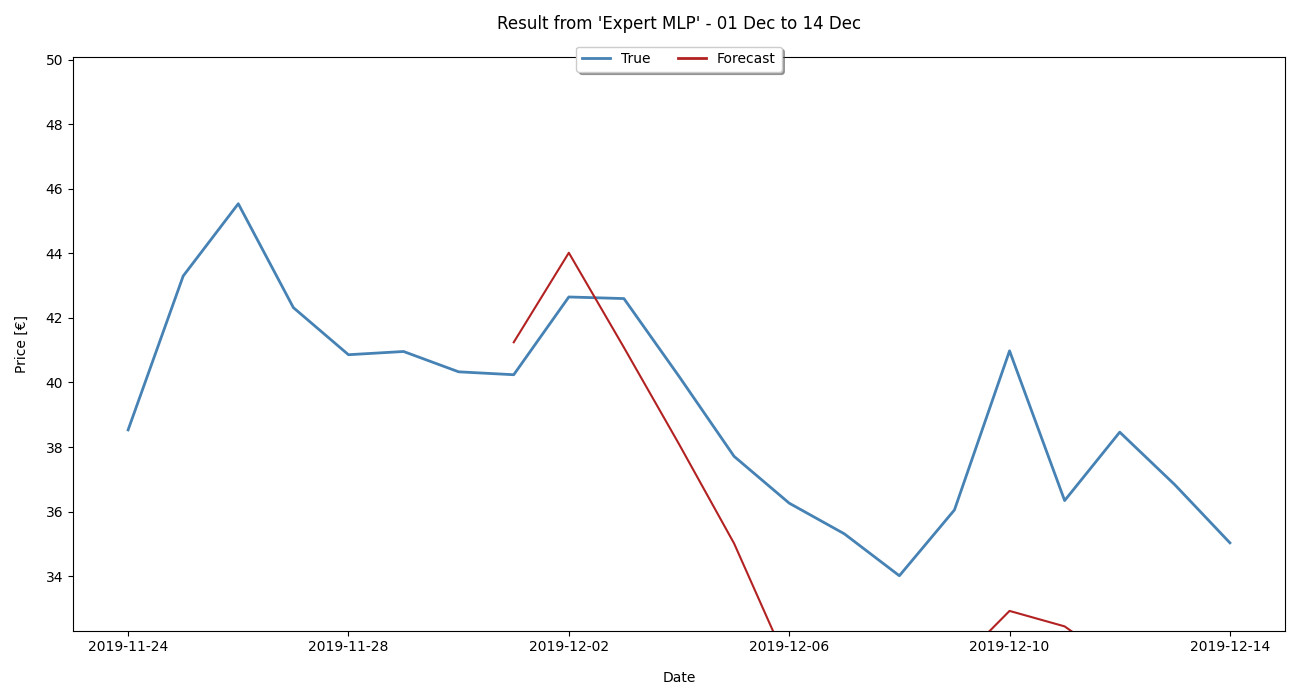 Result from 'Expert MLP' - 01 Dec to 14 Dec
True Forecast
50
48
46
44
42
40
38
36
34
Price [€]
2019-11-24 2019-11-28 2019-12-02 2019-12-06 2019-12-10 2019-12-14
Date